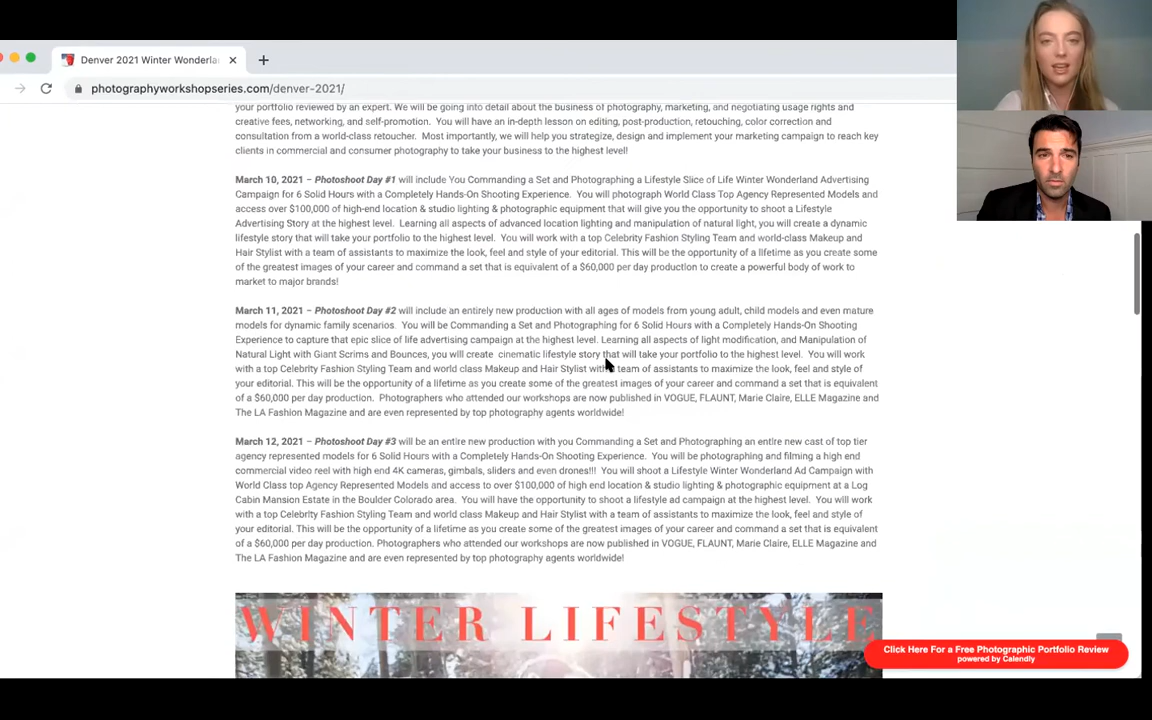 Denver 2021 Winter Wonderla
photographyworkshopseries.com/denver-2021/
your portfolio reviewed by an expert. We will be going into detail about the business of photography, marketing, and negotiating usage rights and
creative fees, networking, and self-promotion.  You will have an in-depth lesson on editing, post-production, retouching, color correction and
consultation from a world-class retoucher.  Most importantly, we will help you strategize, design and implement your marketing campaign to reach key
clients in commercial and consumer photography to take your business to the highest level!
March 10, 2021 – Photoshoot Day #1 will include You Commanding a Set and Photographing a Lifestyle Slice of Life Winter Wonderland Advertising
Campaign for 6 Solid Hours with a Completely Hands-On Shooting Experience.  You will photograph World Class Top Agency Represented Models and
access over $100,000 of high-end location & studio lighting & photographic equipment that will give you the opportunity to shoot a Lifestyle
Advertising Story at the highest level.  Learning all aspects of advanced location lighting and manipulation of natural light, you will create a dynamic
lifestyle story that will take your portfolio to the highest level.  You will work with a top Celebrity Fashion Styling Team and world-class Makeup and
Hair Stylist with a team of assistants to maximize the look, feel and style of your editorial. This will be the opportunity of a lifetime as you create some
of the greatest images of your career and command a set that is equivalent of a $60,000 per day production to create a powerful body of work to
market to major brands!
March 11, 2021 – Photoshoot Day #2 will include an entirely new production with all ages of models from young adult, child models and even mature
models for dynamic family scenarios.  You will be Commanding a Set and Photographing for 6 Solid Hours with a Completely Hands-On Shooting
Experience to capture that epic slice of life advertising campaign at the highest level. Learning all aspects of light modification, and Manipulation of
Natural Light with Giant Scrims and Bounces, you will create  cinematic lifestyle story that will take your portfolio to the highest level.  You will work
with a top Celebrity Fashion Styling Team and world class Makeup and Hair Stylist with a team of assistants to maximize the look, feel and style of
your editorial. This will be the opportunity of a lifetime as you create some of the greatest images of your career and command a set that is equivalent
of a $60,000 per day production.  Photographers who attended our workshops are now published in VOGUE, FLAUNT, Marie Claire, ELLE Magazine and
The LA Fashion Magazine and are even represented by top photography agents worldwide!
March 12, 2021 – Photoshoot Day #3 will be an entire new production with you Commanding a Set and Photographing an entire new cast of top tier
agency represented models for 6 Solid Hours with a Completely Hands-On Shooting Experience.  You will be photographing and filming a high end
commercial video reel with high end 4K cameras, gimbals, sliders and even drones!!!  You will shoot a Lifestyle Winter Wonderland Ad Campaign with
World Class top Agency Represented Models and access to over $100,000 of high end location & studio lighting & photographic equipment at a Log
Cabin Mansion Estate in the Boulder Colorado area.  You will have the opportunity to shoot a lifestyle ad campaign at the highest level.  You will work
with a top Celebrity Fashion Styling Team and world class Makeup and Hair Stylist with a team of assistants to maximize the look, feel and style of
your editorial. This will be the opportunity of a lifetime as you create some of the greatest images of your career and command a set that is equivalent
of a $60,000 per day production. Photographers who attended our workshops are now published in VOGUE, FLAUNT, Marie Claire, ELLE Magazine and
The LA Fashion Magazine and are even represented by top photography agents worldwide!
WINTER LIFESTYLE
Click Here For a Free Photographic Portfolio Review
powered by Calendly